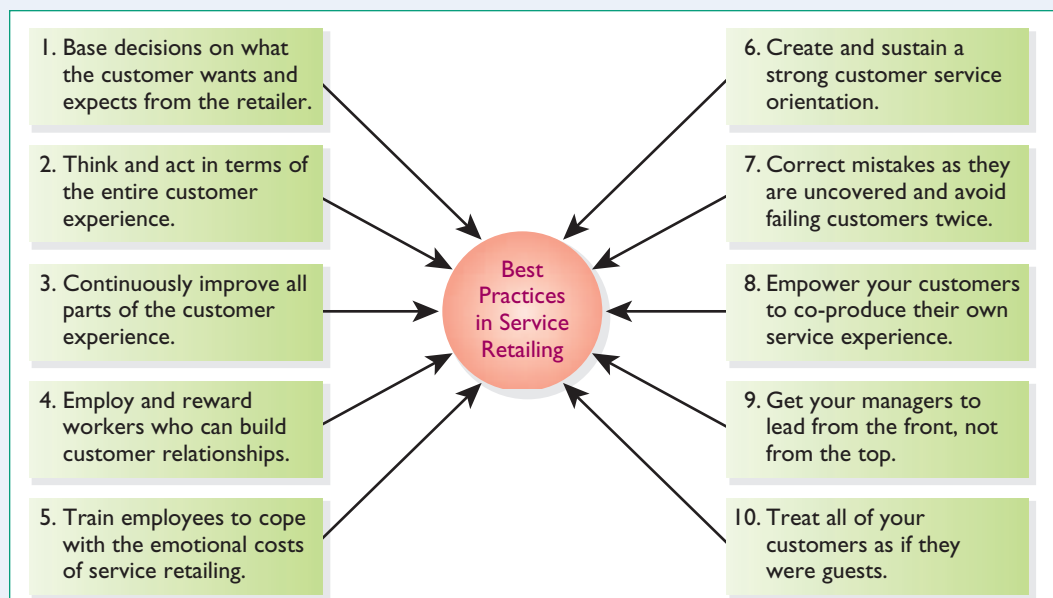 1. Base decisions on what
the customer wants and
expects from the retailer.
2. Think and act in terms of
the entire customer
experience.
3. Continuously improve all
parts of the customer
experience.
4. Employ and reward
workers who can build
customer relationships.
5. Train employees to cope
with the emotional costs
of service retailing.
Best
Practices
in Service
Retailing
6. Create and sustain a
strong customer service
orientation.
7. Correct mistakes as they
are uncovered and avoid
failing customers twice.
8. Empower your customers
to co-produce their own
service experience.
9. Get your managers to
lead from the front, not
from the top.
10. Treat all of your
customers as if they
were guests.